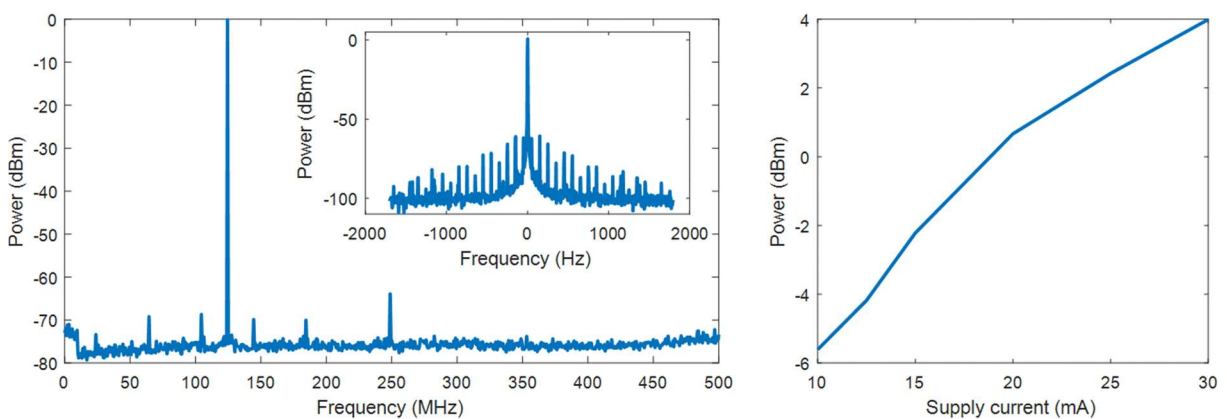 0
-10
-20
-30
-40
-50
-60
-70
-80
Power (dBm)
0 50 100 150 200 250 300 350 400 450 500
Frequency (MHz)
0
-50
-100
Power (dBm)
-2000 -1000 0 1000 2000
Frequency (Hz)
4
2
0
-2
-4
-6
Power (dBm)
10 15 20 25 30
Supply current (mA)